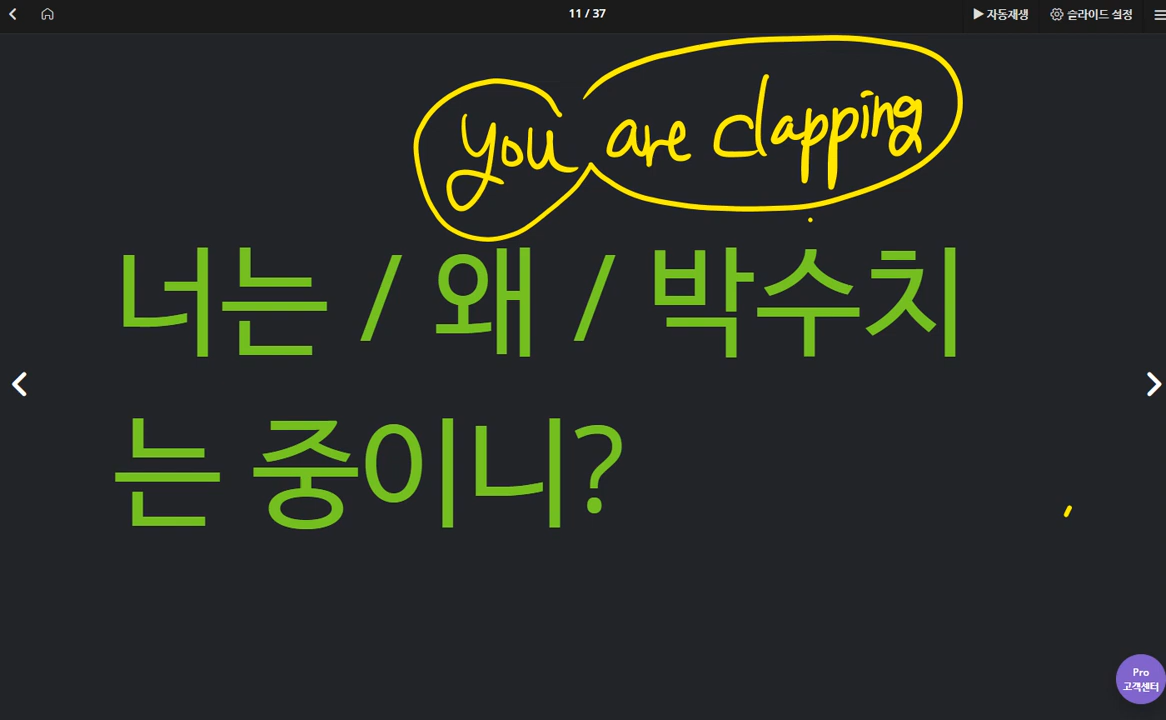 11 / 37
▶ 자동재생
슬라이드 설정
you are clapping
너는 / 왜 / 박수치
는 중이니?
Pro
고객센터